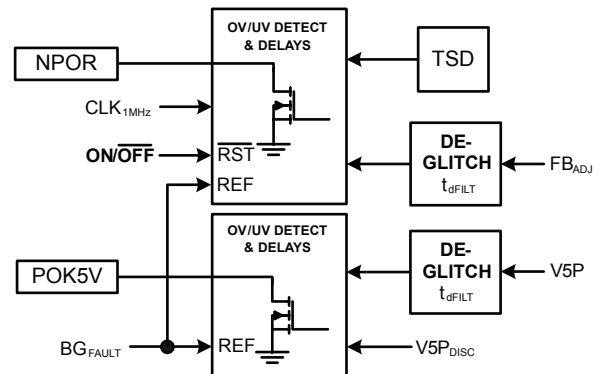 OV/UV DETECT
& DELAYS
NPOR
TSD
CLK1MHz
ON/OFF
RST
REF
DE-
GLITCH
tdFILT
FBADJ
OV/UV DETECT
& DELAYS
POK5V
DE-
GLITCH
tdFILT
V5P
BGFAULT
REF
V5PDISC